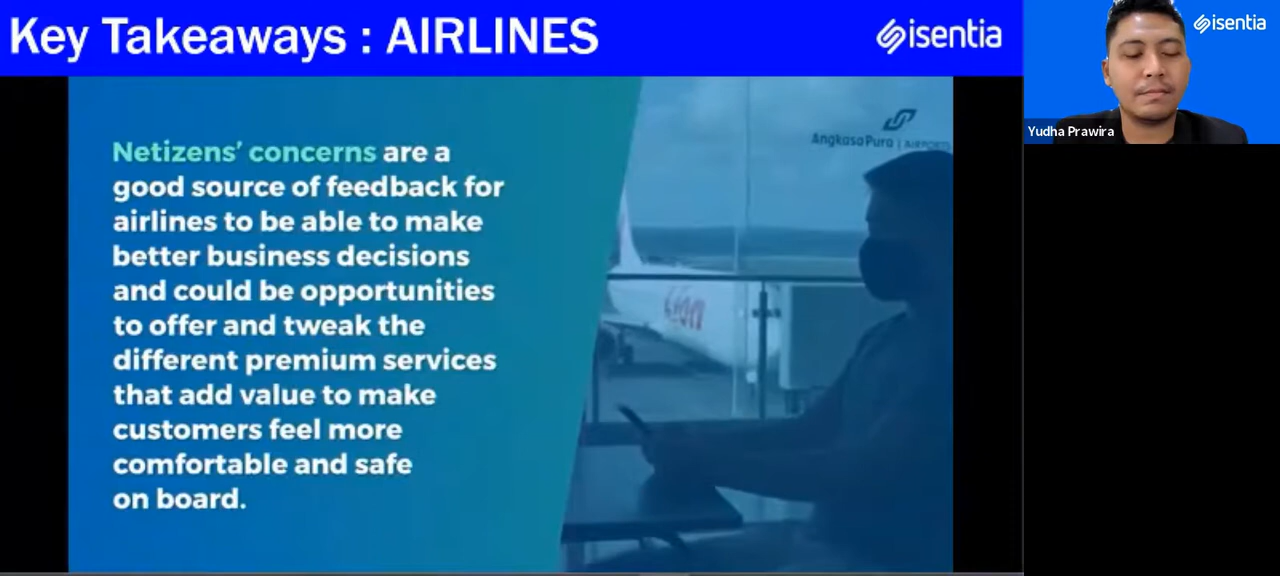 Key Takeaways : AIRLINES
isentia
isentia
Yudha Prawira
AngkasaPura | AIRPORTS
Netizens' concerns are a
good source of feedback for
airlines to be able to make
better business decisions
and could be opportunities
to offer and tweak the
different premium services
that add value to make
customers feel more
comfortable and safe
on board.
Lion